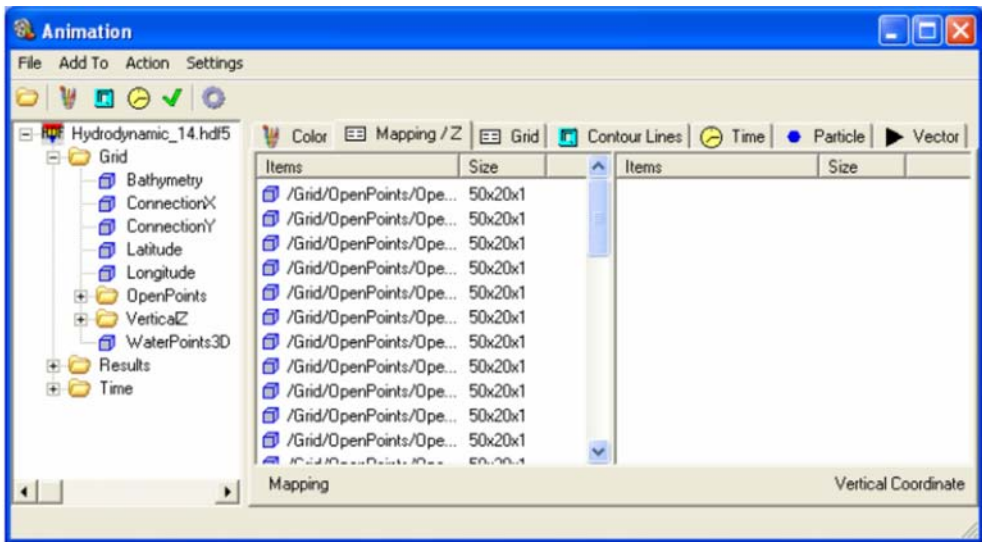 Animation
File Add To Action Settings
Hydrodynamic_14.hdf5
Grid
Bathymetry
ConnectionX
ConnectionY
Latitude
Longitude
OpenPoints
VerticalZ
WaterPoints3D
Results
Time
Color Mapping / Z Grid Contour Lines Time Particle Vector
Items Size Items Size
/Grid/OpenPoints/Ope... 50x20x1
/Grid/OpenPoints/Ope... 50x20x1
/Grid/OpenPoints/Ope... 50x20x1
/Grid/OpenPoints/Ope... 50x20x1
/Grid/OpenPoints/Ope... 50x20x1
/Grid/OpenPoints/Ope... 50x20x1
/Grid/OpenPoints/Ope... 50x20x1
/Grid/OpenPoints/Ope... 50x20x1
/Grid/OpenPoints/Ope... 50x20x1
/Grid/OpenPoints/Ope... 50x20x1
/Grid/OpenPoints/Ope... 50x20x1
/Grid/OpenPoints/Ope... 50x20x1
Mapping Vertical Coordinate